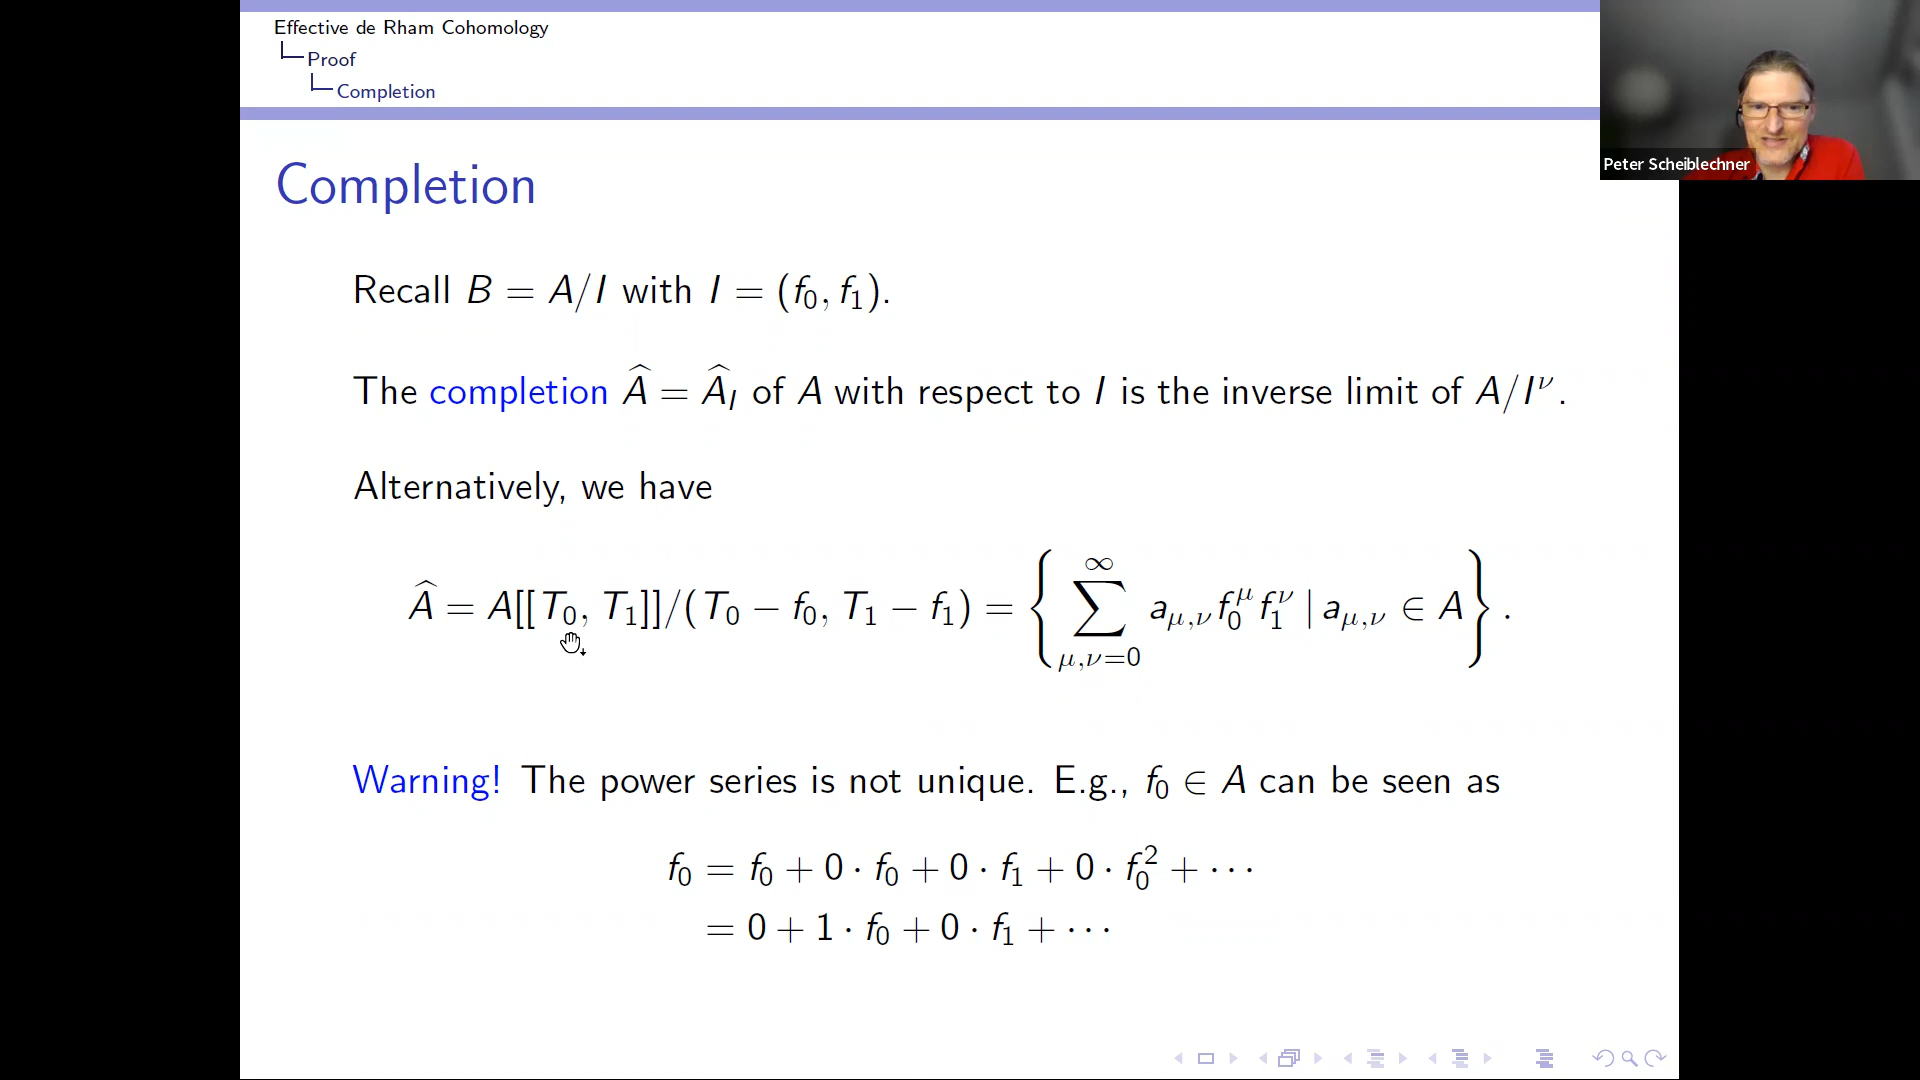 Effective de Rham Cohomology
Proof
Completion
Peter Scheiblechner
Completion
Recall B = A/I with I = (f₀, f₁).
The completion Â = Â_I of A with respect to I is the inverse limit of A/I^ν.
Alternatively, we have
Â = A[[T₀, T₁]]/(T₀ − f₀, T₁ − f₁) = { ∑_{μ,ν=0}^{∞} a_{μ,ν} f₀^μ f₁^ν | a_{μ,ν} ∈ A } .
Warning! The power series is not unique. E.g., f₀ ∈ A can be seen as
f₀ = f₀ + 0 · f₀ + 0 · f₁ + 0 · f₀² + ⋯
= 0 + 1 · f₀ + 0 · f₁ + ⋯